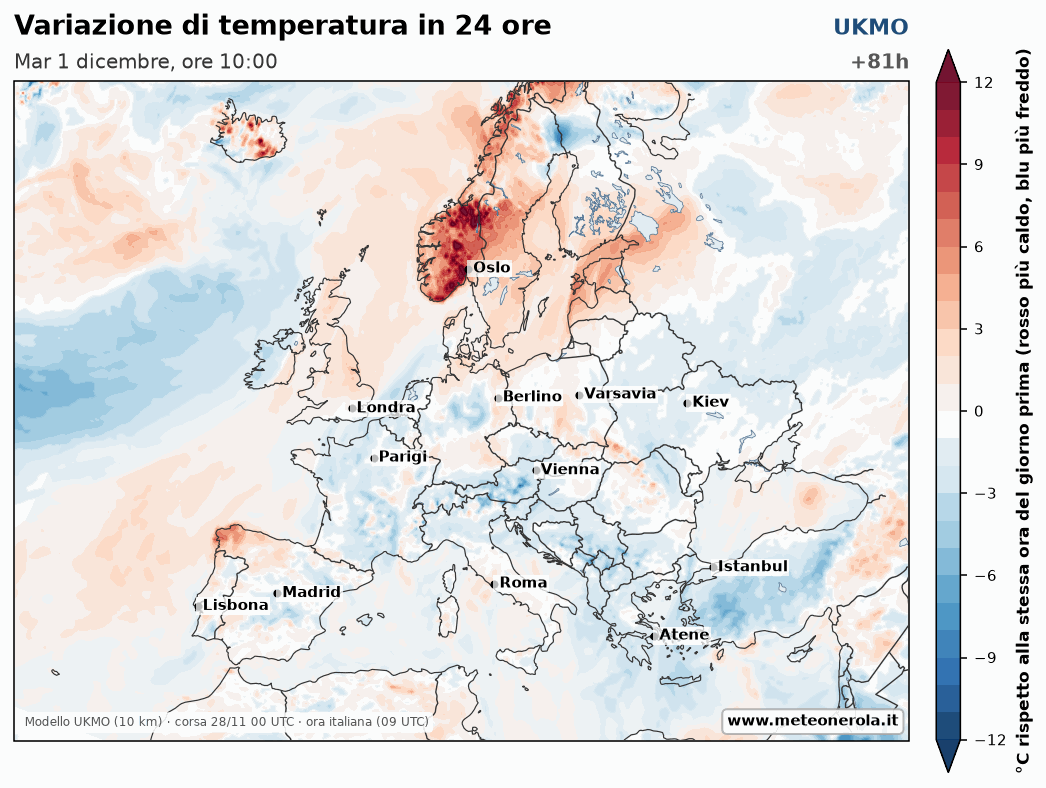 Variazione di temperatura in 24 ore
UKMO
Mar 1 dicembre, ore 10:00
+81h
Oslo
Londra
Berlino
Varsavia
Kiev
Parigi
Vienna
Istanbul
Roma
Madrid
Lisbona
Atene
Modello UKMO (10 km) · corsa 28/11 00 UTC · ora italiana (09 UTC)
www.meteonerola.it
12
9
6
3
0
−3
−6
−9
−12
°C rispetto alla stessa ora del giorno prima (rosso più caldo, blu più freddo)